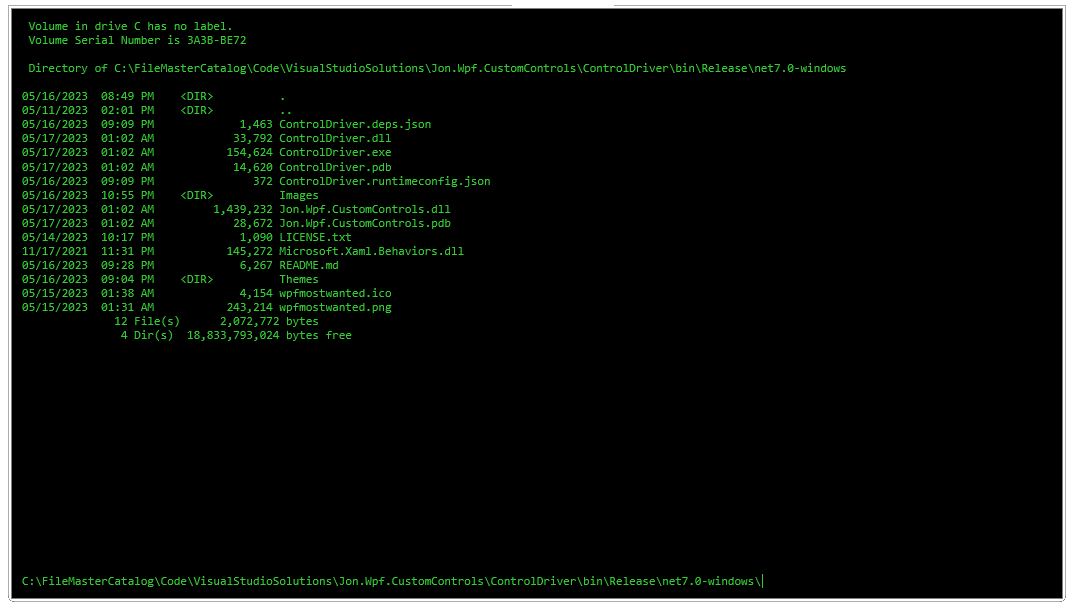 Volume in drive C has no label.
Volume Serial Number is 3A3B-BE72
Directory of C:\FileMasterCatalog\Code\VisualStudioSolutions\Jon.Wpf.CustomControls\ControlDriver\bin\Release\net7.0-windows
05/16/2023  08:49 PM    <DIR>          .
05/11/2023  02:01 PM    <DIR>          ..
05/16/2023  09:09 PM             1,463 ControlDriver.deps.json
05/17/2023  01:02 AM            33,792 ControlDriver.dll
05/17/2023  01:02 AM           154,624 ControlDriver.exe
05/17/2023  01:02 AM            14,620 ControlDriver.pdb
05/16/2023  09:09 PM               372 ControlDriver.runtimeconfig.json
05/16/2023  10:55 PM    <DIR>          Images
05/17/2023  01:02 AM         1,439,232 Jon.Wpf.CustomControls.dll
05/17/2023  01:02 AM            28,672 Jon.Wpf.CustomControls.pdb
05/14/2023  10:17 PM             1,090 LICENSE.txt
11/17/2021  11:31 PM           145,272 Microsoft.Xaml.Behaviors.dll
05/16/2023  09:28 PM             6,267 README.md
05/16/2023  09:04 PM    <DIR>          Themes
05/15/2023  01:38 AM             4,154 wpfmostwanted.ico
05/15/2023  01:31 AM           243,214 wpfmostwanted.png
12 File(s)      2,072,772 bytes
4 Dir(s)  18,833,793,024 bytes free
C:\FileMasterCatalog\Code\VisualStudioSolutions\Jon.Wpf.CustomControls\ControlDriver\bin\Release\net7.0-windows\